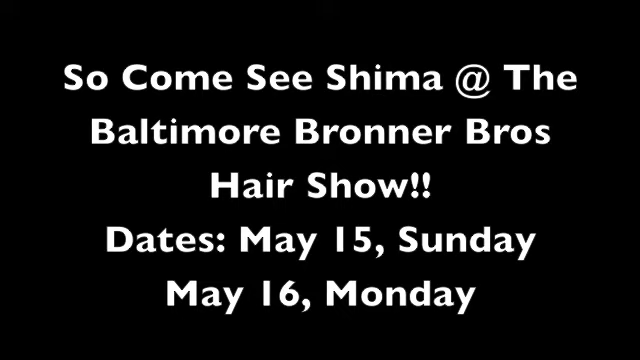 So Come See Shima @ The
Baltimore Bronner Bros
Hair Show!!
Dates: May 15, Sunday
May 16, Monday